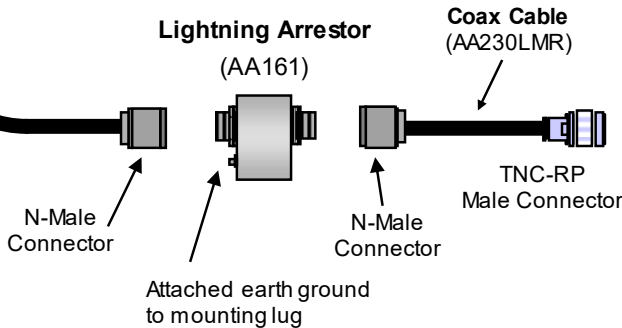 Lightning Arrestor
(AA161)
Coax Cable
(AA230LMR)
N-Male
Connector
Attached earth ground
to mounting lug
N-Male
Connector
TNC-RP
Male Connector